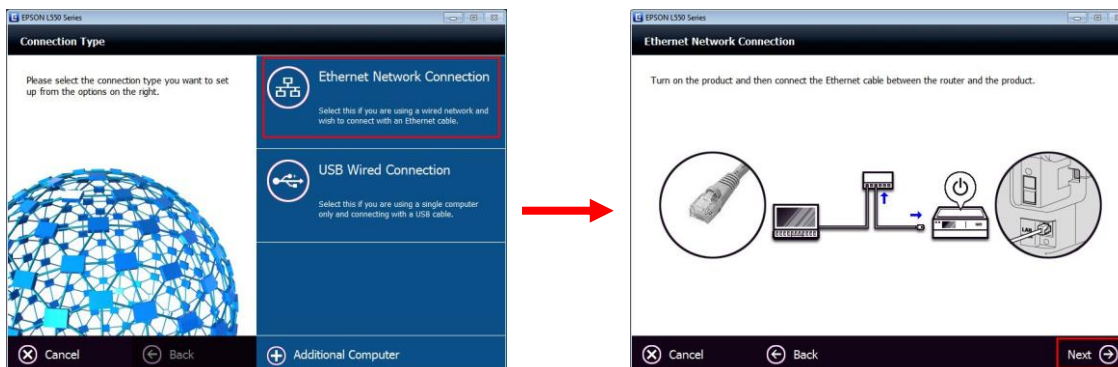 EPSON L550 Series
Connection Type
Please select the connection type you want to set
up from the options on the right.
Ethernet Network Connection
Select this if you are using a wired network and
wish to connect with an Ethernet cable.
USB Wired Connection
Select this if you are using a single computer
only and connecting with a USB cable.
Cancel
Back
Additional Computer
EPSON L550 Series
Ethernet Network Connection
Turn on the product and then connect the Ethernet cable between the router and the product.
LAN
Cancel
Back
Next